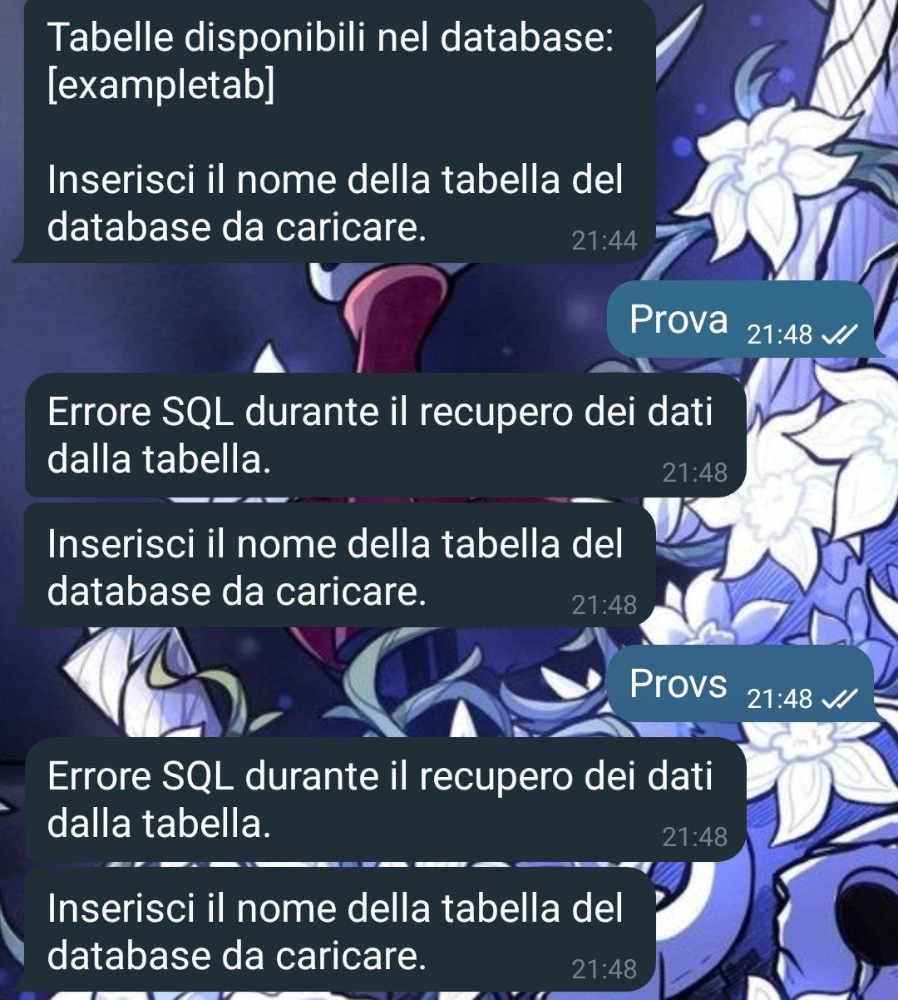 Tabelle disponibili nel database:
[exampletab]
Inserisci il nome della tabella del
database da caricare.
21:44
Prova
21:48
Errore SQL durante il recupero dei dati
dalla tabella.
21:48
Inserisci il nome della tabella del
database da caricare.
21:48
Provs
21:48
Errore SQL durante il recupero dei dati
dalla tabella.
21:48
Inserisci il nome della tabella del
database da caricare.
21:48